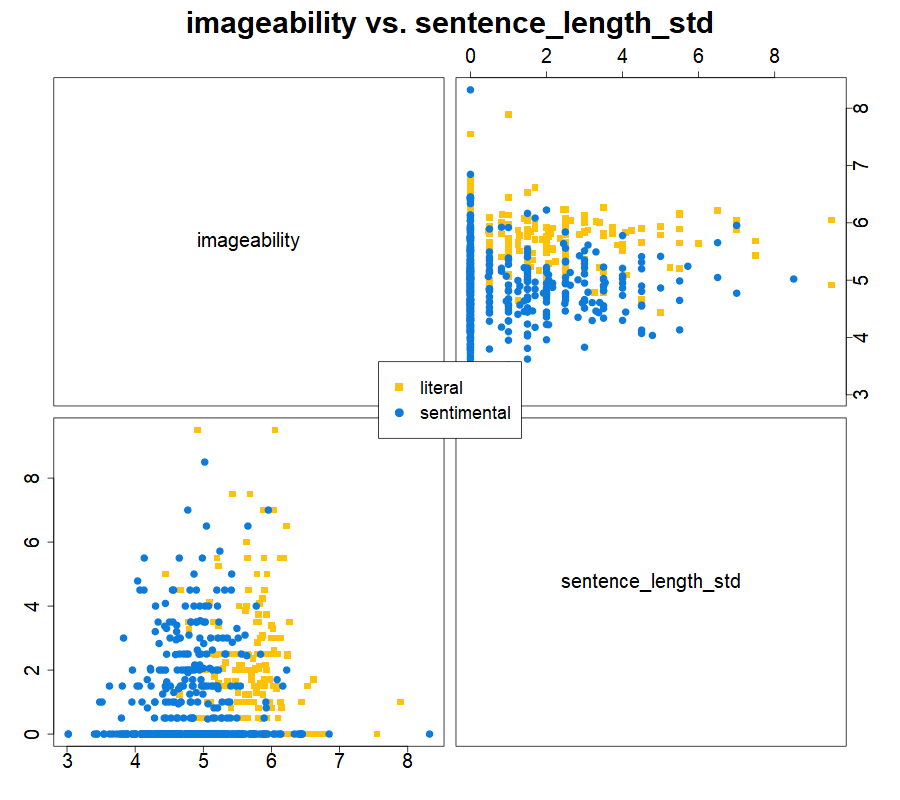 imageability vs. sentence_length_std
0 2 4 6 8
imageability
8
7
6
5
4
3
literal
sentimental
8
6
4
2
0
sentence_length_std
3 4 5 6 7 8